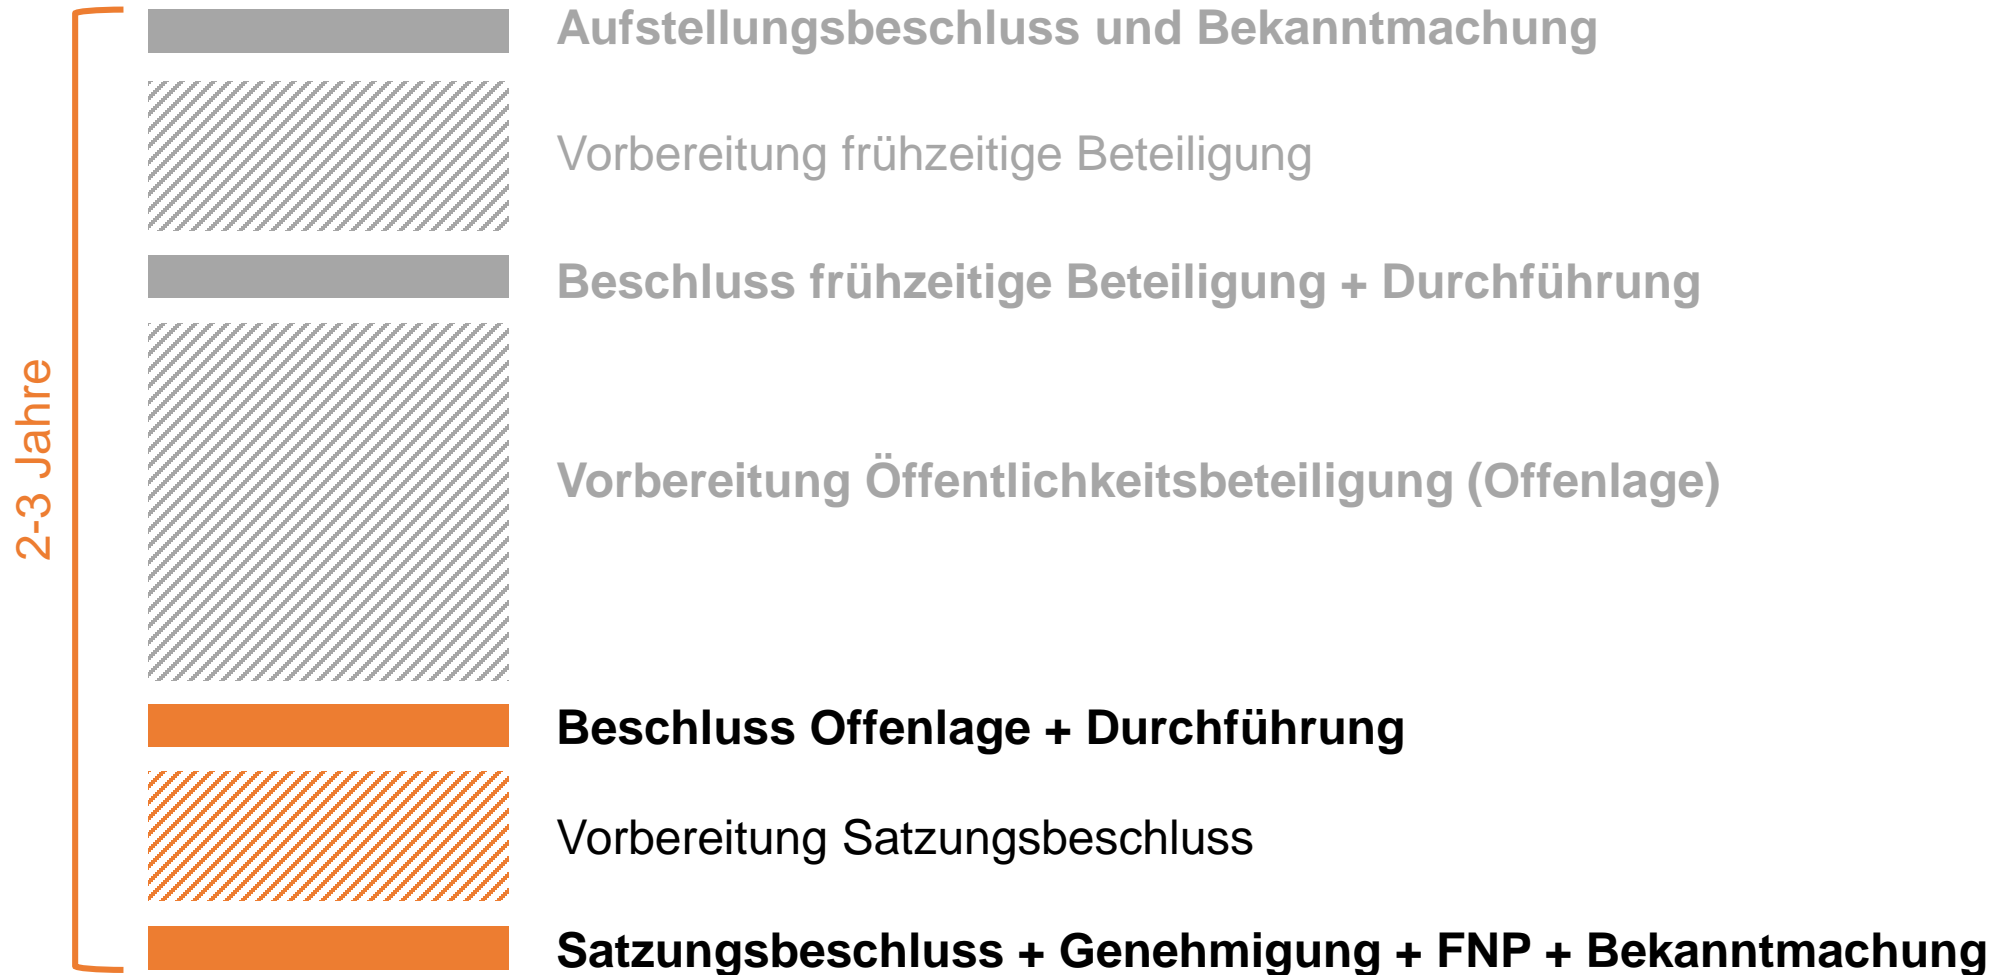 Aufstellungsbeschluss und Bekanntmachung
Vorbereitung frühzeitige Beteiligung
Beschluss frühzeitige Beteiligung + Durchführung
2-3 Jahre
Vorbereitung Öffentlichkeitsbeteiligung (Offenlage)
Beschluss Offenlage + Durchführung
Vorbereitung Satzungsbeschluss
Satzungsbeschluss + Genehmigung + FNP + Bekanntmachung